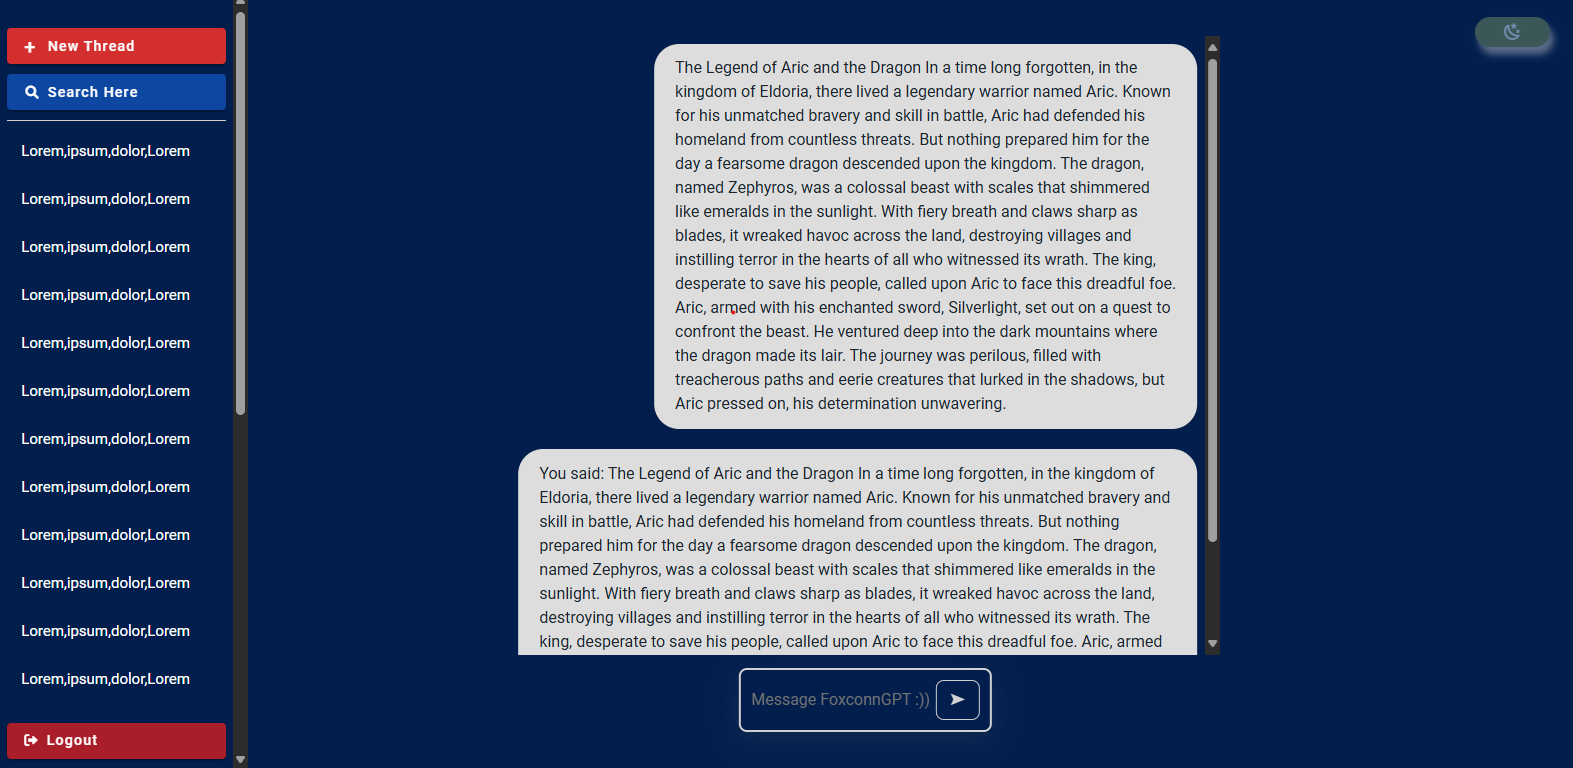 New Thread
Search Here
Lorem,ipsum,dolor,Lorem
Lorem,ipsum,dolor,Lorem
Lorem,ipsum,dolor,Lorem
Lorem,ipsum,dolor,Lorem
Lorem,ipsum,dolor,Lorem
Lorem,ipsum,dolor,Lorem
Lorem,ipsum,dolor,Lorem
Lorem,ipsum,dolor,Lorem
Lorem,ipsum,dolor,Lorem
Lorem,ipsum,dolor,Lorem
Lorem,ipsum,dolor,Lorem
Lorem,ipsum,dolor,Lorem
Logout
The Legend of Aric and the Dragon In a time long forgotten, in the
kingdom of Eldoria, there lived a legendary warrior named Aric. Known
for his unmatched bravery and skill in battle, Aric had defended his
homeland from countless threats. But nothing prepared him for the
day a fearsome dragon descended upon the kingdom. The dragon,
named Zephyros, was a colossal beast with scales that shimmered
like emeralds in the sunlight. With fiery breath and claws sharp as
blades, it wreaked havoc across the land, destroying villages and
instilling terror in the hearts of all who witnessed its wrath. The king,
desperate to save his people, called upon Aric to face this dreadful foe.
Aric, armed with his enchanted sword, Silverlight, set out on a quest to
confront the beast. He ventured deep into the dark mountains where
the dragon made its lair. The journey was perilous, filled with
treacherous paths and eerie creatures that lurked in the shadows, but
Aric pressed on, his determination unwavering.
You said: The Legend of Aric and the Dragon In a time long forgotten, in the kingdom of
Eldoria, there lived a legendary warrior named Aric. Known for his unmatched bravery and
skill in battle, Aric had defended his homeland from countless threats. But nothing
prepared him for the day a fearsome dragon descended upon the kingdom. The dragon,
named Zephyros, was a colossal beast with scales that shimmered like emeralds in the
sunlight. With fiery breath and claws sharp as blades, it wreaked havoc across the land,
destroying villages and instilling terror in the hearts of all who witnessed its wrath. The
king, desperate to save his people, called upon Aric to face this dreadful foe. Aric, armed
Message FoxconnGPT :))